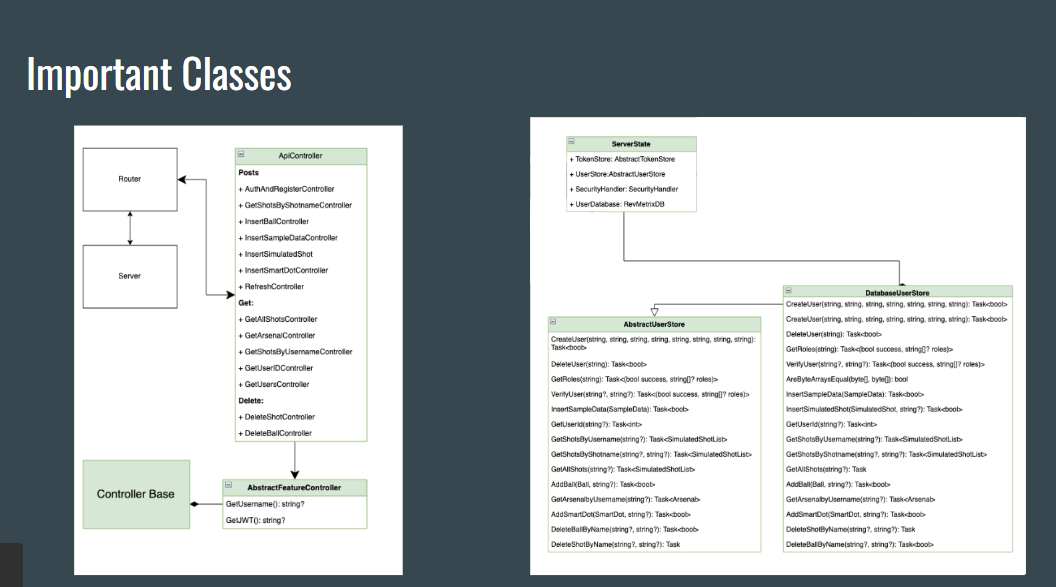 Important Classes
Router
Server
ApiController
Posts
+ AuthAndRegisterController
+ GetShotsByShotnameController
+ InsertBallController
+ InsertSampleDataController
+ InsertSimulatedShot
+ InsertSmartDotController
+ RefreshController
Get:
+ GetAllShotsController
+ GetArsenalController
+ GetShotsByUsernameController
+ GetUserIDController
+ GetUsersController
Delete:
+ DeleteShotController
+ DeleteBallController
Controller Base
AbstractFeatureController
GetUsername(): string?
GetJWT(): string?
ServerState
+ TokenStore: AbstractTokenStore
+ UserStore:AbstractUserStore
+ SecurityHandler: SecurityHandler
+ UserDatabase: RevMetrixDB
AbstractUserStore
CreateUser(string, string, string, string, string, string, string):
Task<bool>
DeleteUser(string): Task<bool>
GetRoles(string): Task<(bool success, string[]? roles)>
VerifyUser(string?, string?): Task<(bool success, string[]? roles)>
InsertSampleData(SampleData): Task<bool>
GetUserId(string?): Task<int>
GetShotsByUsername(string?): Task<SimulatedShotList>
GetShotsByShotname(string?, string?): Task<SimulatedShotList>
GetAllShots(string?): Task<SimulatedShotList>
AddBall(Ball, string?): Task<bool>
GetArsenalbyUsername(string?): Task<Arsenal>
AddSmartDot(SmartDot, string?): Task<bool>
DeleteBallByName(string?, string?): Task<bool>
DeleteShotByName(string?, string?): Task
DatabaseUserStore
CreateUser(string, string, string, string, string, string, string): Task<bool>
CreateUser(string, string, string, string, string, string, string): Task<bool>
DeleteUser(string): Task<bool>
GetRoles(string): Task<(bool success, string[]? roles)>
VerifyUser(string?, string?): Task<(bool success, string[]? roles)>
AreByteArraysEqual(byte[], byte[]): bool
InsertSampleData(SampleData): Task<bool>
InsertSimulatedShot(SimulatedShot, string?): Task<bool>
GetUserId(string?): Task<int>
GetShotsByUsername(string?): Task<SimulatedShotList>
GetShotsByShotname(string?, string?): Task<SimulatedShotList>
GetAllShots(string?): Task
AddBall(Ball, string?): Task<bool>
GetArsenalbyUsername(string?): Task<Arsenal>
AddSmartDot(SmartDot, string?): Task<bool>
DeleteShotByName(string?, string?): Task
DeleteBallByName(string?, string?): Task<bool>